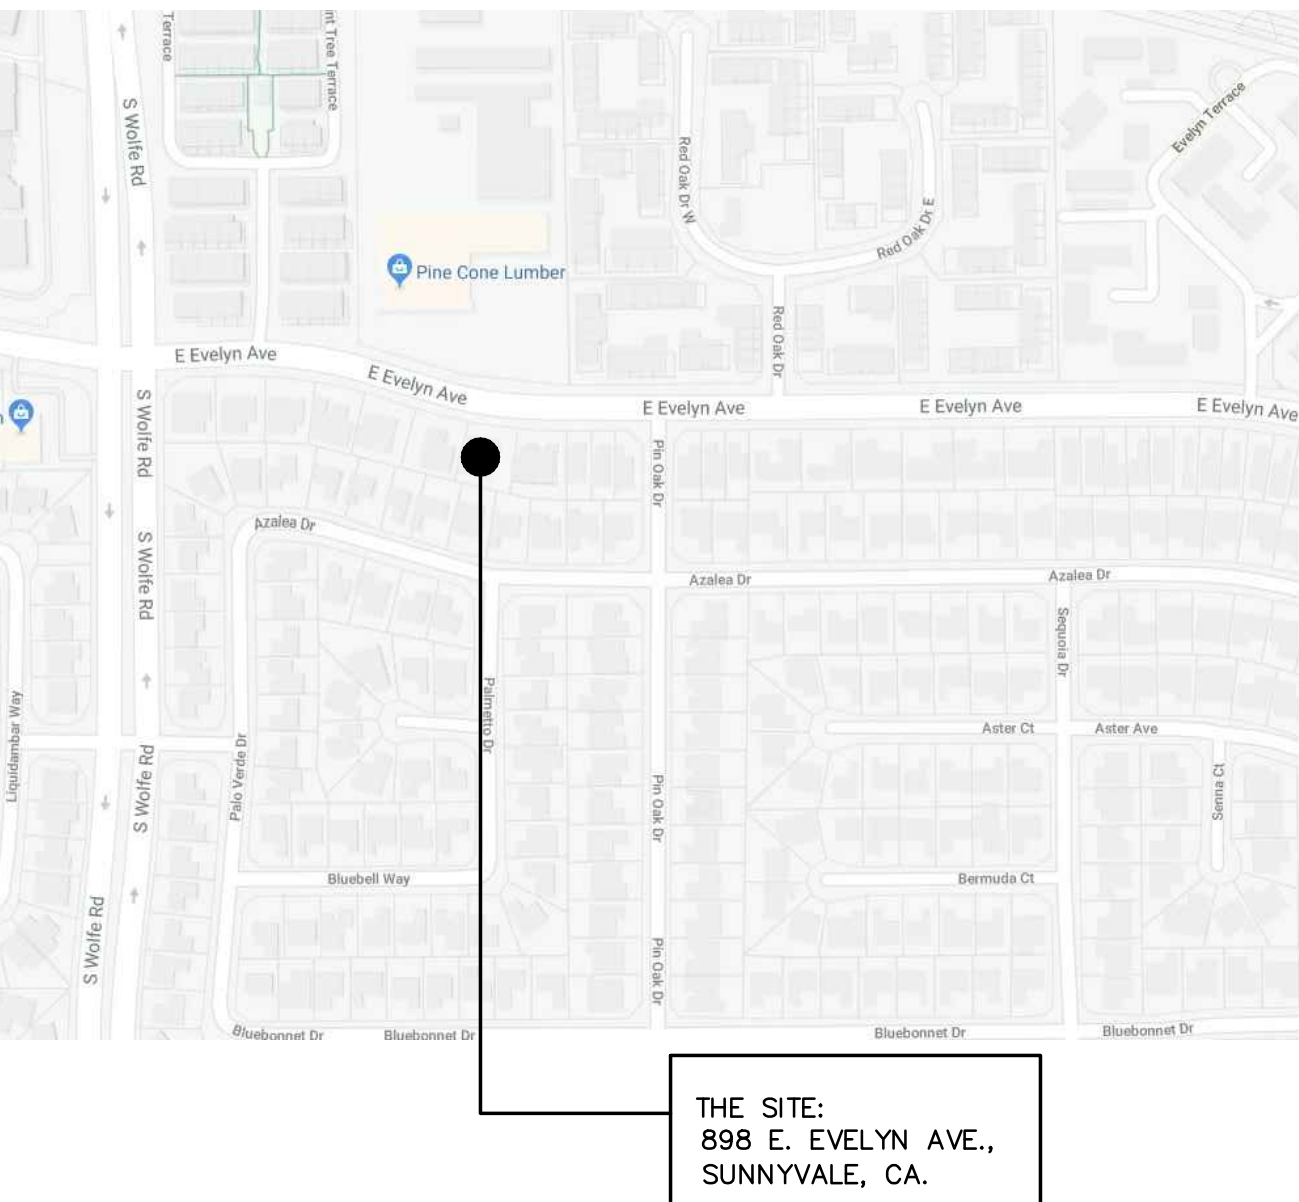 Terrace
nt Tree Terrace
S Wolfe Rd
Evelyn Terrace
Red Oak Dr W
Red Oak Dr E
Pine Cone Lumber
Red Oak Dr
E Evelyn Ave
E Evelyn Ave
E Evelyn Ave
E Evelyn Ave
E Evelyn Ave
n
S Wolfe Rd
Pin Oak Dr
Azalea Dr
S Wolfe Rd
Azalea Dr
Azalea Dr
Sequoia Dr
Liquidambar Way
Palmetto Dr
Aster Ct
Aster Ave
Palo Verde Dr
S Wolfe Rd
Pin Oak Dr
Senna Ct
Bluebell Way
Bermuda Ct
S Wolfe Rd
Pin Oak Dr
Bluebonnet Dr
Bluebonnet Dr
Bluebonnet Dr
Bluebonnet Dr
THE SITE:
898 E. EVELYN AVE.,
SUNNYVALE, CA.